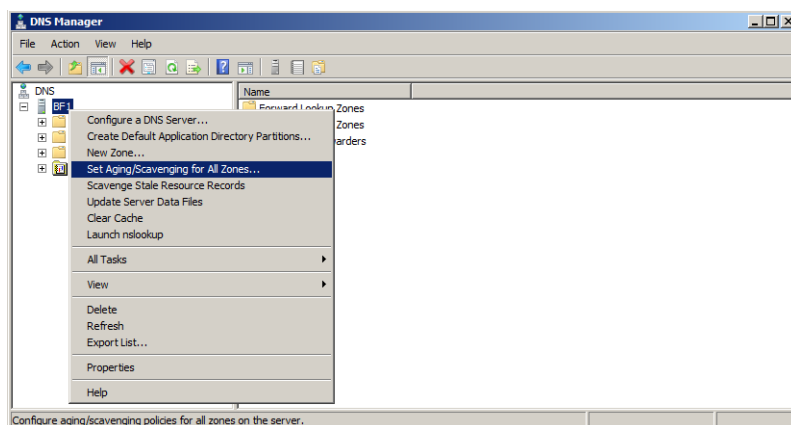 DNS Manager
File Action View Help
DNS
Name
BF1
Forward Lookup Zones
Configure a DNS Server...
Zones
Create Default Application Directory Partitions...
New Zone...
Set Aging/Scavenging for All Zones...
Scavenge Stale Resource Records
Update Server Data Files
Clear Cache
Launch nslookup
All Tasks
View
Delete
Refresh
Export List...
Properties
Help
Configure aging/scavenging policies for all zones on the server.